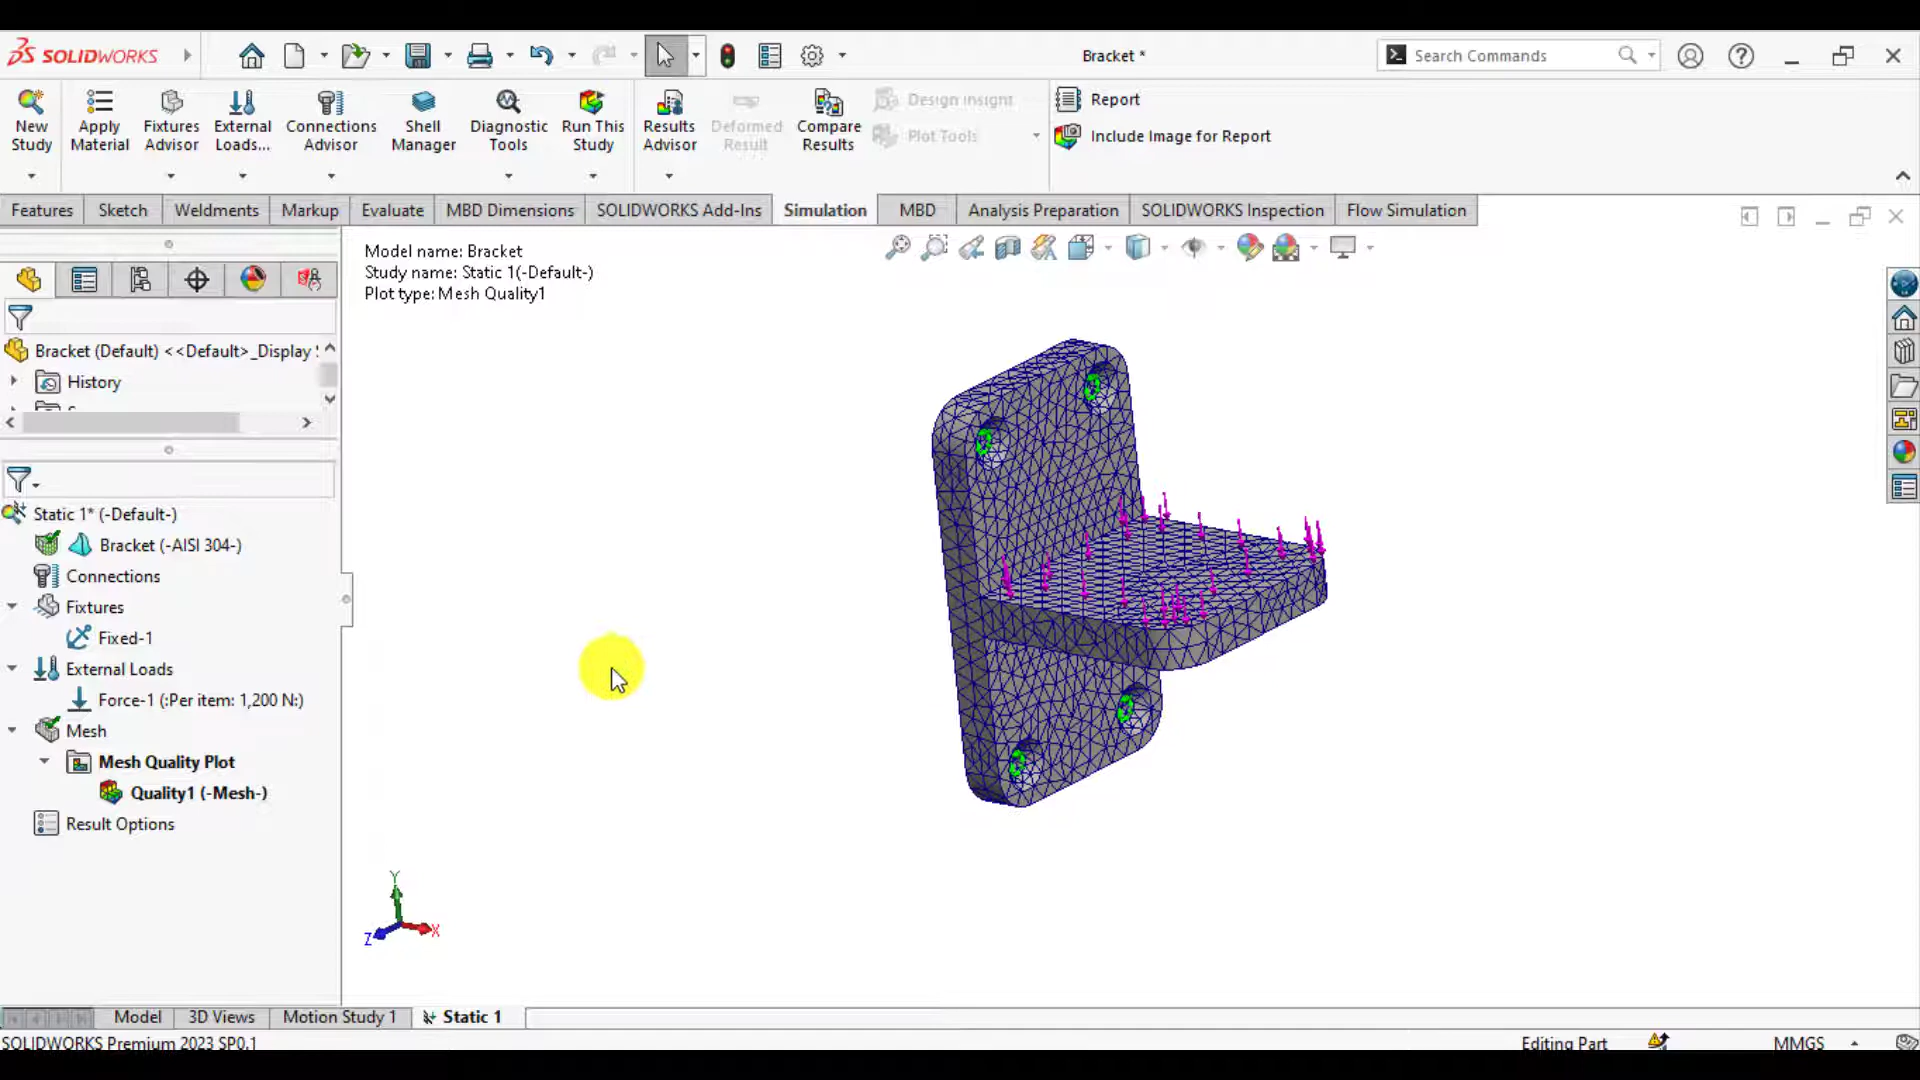 SOLIDWORKS
Bracket *
Search Commands
New Study
Apply Material
Fixtures Advisor
External Loads...
Connections Advisor
Shell Manager
Diagnostic Tools
Run This Study
Results Advisor
Deformed Result
Compare Results
Design Insight
Plot Tools
Report
Include Image for Report
Features
Sketch
Weldments
Markup
Evaluate
MBD Dimensions
SOLIDWORKS Add-Ins
Simulation
MBD
Analysis Preparation
SOLIDWORKS Inspection
Flow Simulation
Model name: Bracket
Study name: Static 1(-Default-)
Plot type: Mesh Quality1
Bracket (Default) <<Default>_Display
History
Static 1* (-Default-)
Bracket (-AISI 304-)
Connections
Fixtures
Fixed-1
External Loads
Force-1 (:Per item: 1,200 N:)
Mesh
Mesh Quality Plot
Quality1 (-Mesh-)
Result Options
Y
Z
X
Model
3D Views
Motion Study 1
Static 1
SOLIDWORKS Premium 2023 SP0.1
Editing Part
MMGS